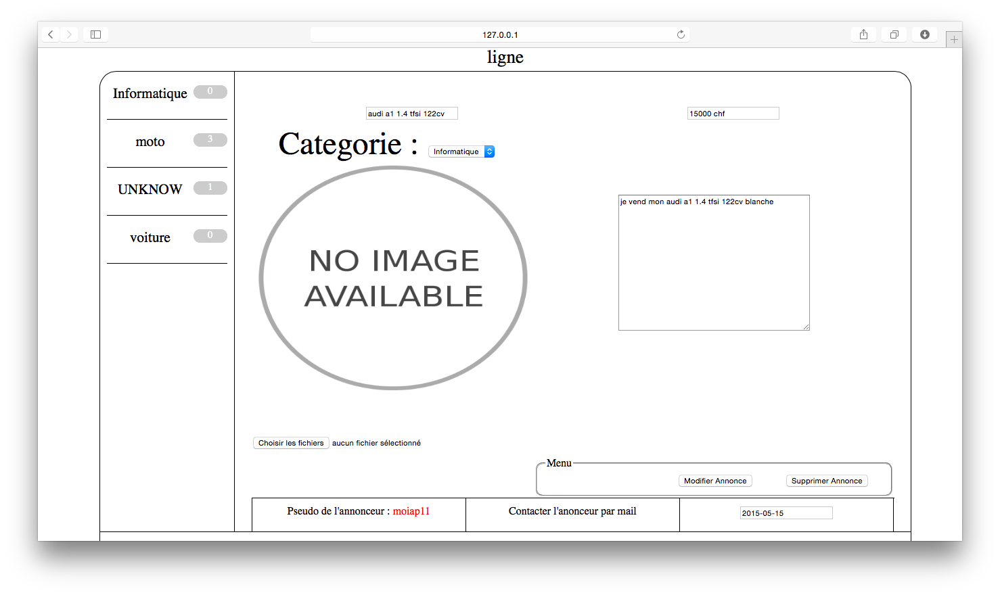 127.0.0.1
ligne
Informatique 0
moto 3
UNKNOW 1
voiture 0
audi a1 1.4 tfsi 122cv
15000 chf
Categorie : Informatique
NO IMAGE
AVAILABLE
je vend mon audi a1 1.4 tfsi 122cv blanche
Choisir les fichiers aucun fichier sélectionné
Menu
Modifier Annonce Supprimer Annonce
Pseudo de l'annonceur : moiap11
Contacter l'anonceur par mail
2015-05-15